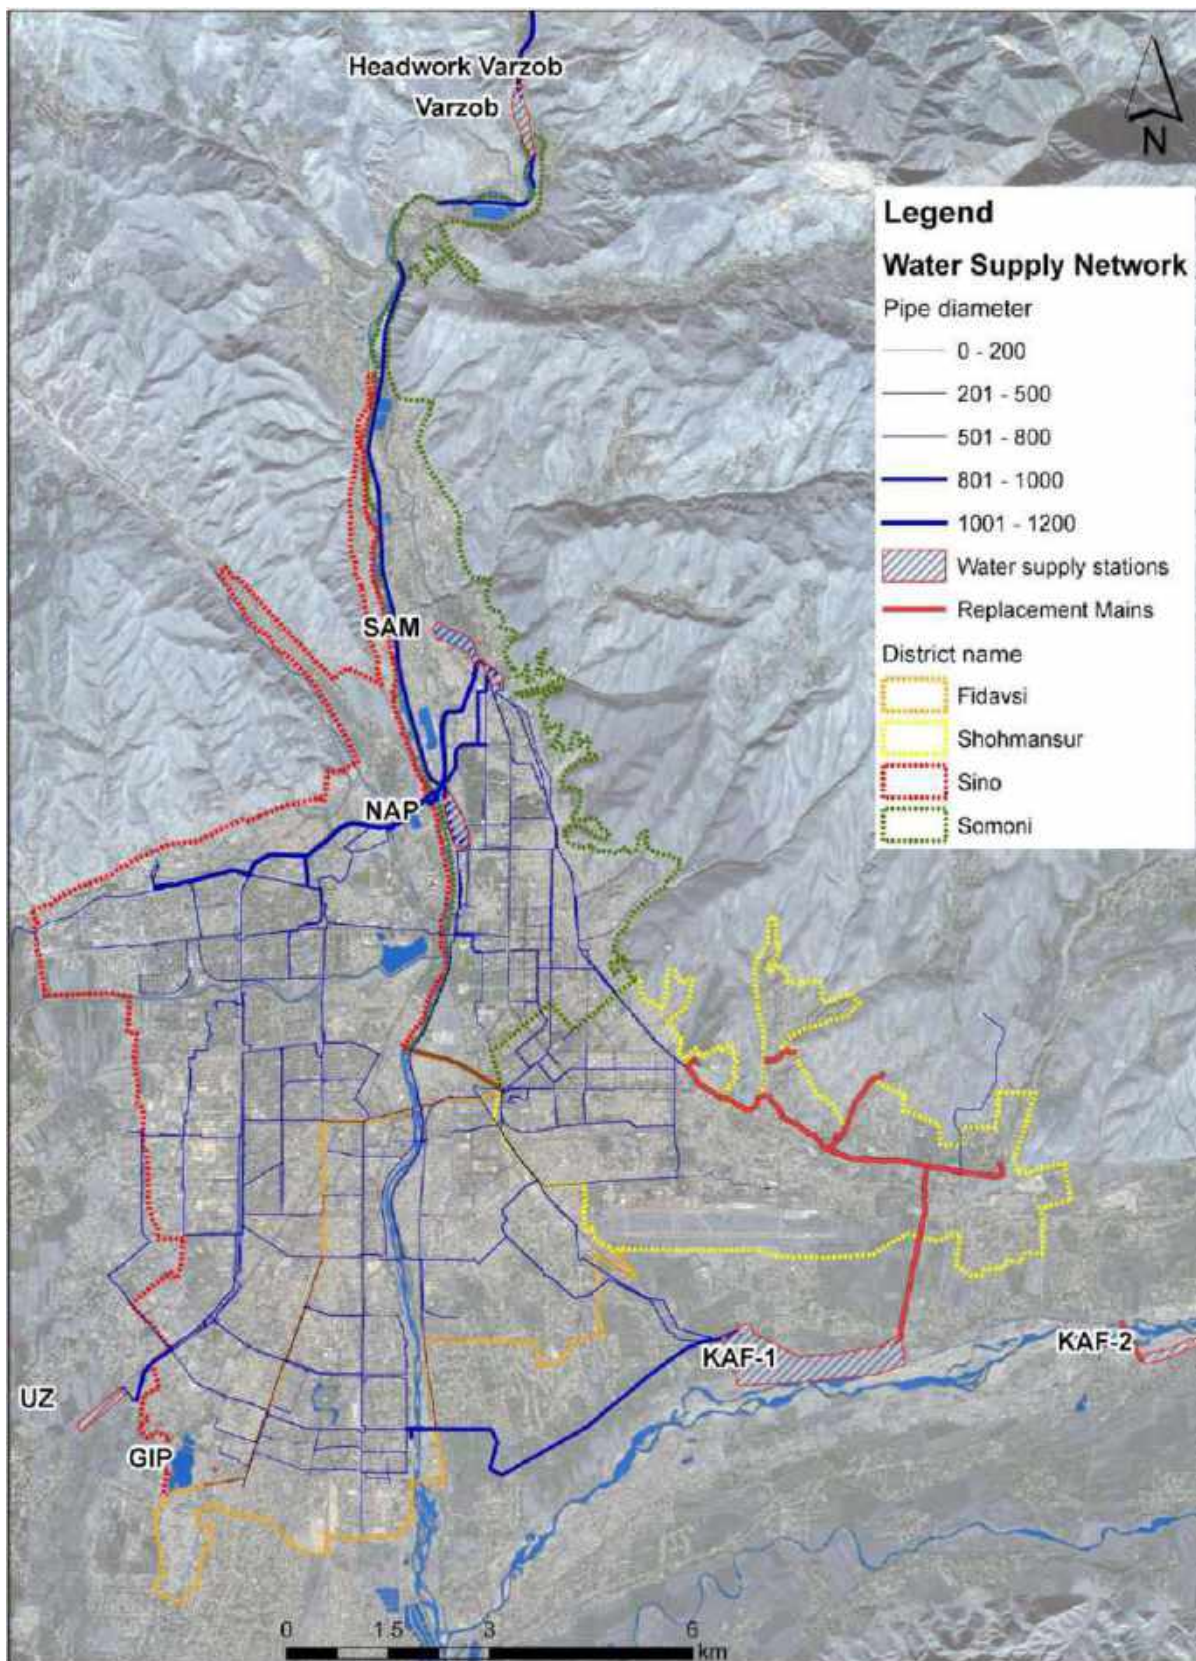 Headwork Varzob
Varzob
N
Legend
Water Supply Network
Pipe diameter
0 - 200
201 - 500
501 - 800
801 - 1000
1001 - 1200
Water supply stations
Replacement Mains
District name
Fidavsi
Shohmansur
Sino
Somoni
SAM
NAP
KAF-1
KAF-2
UZ
GIP
0 1.5 3 6
km